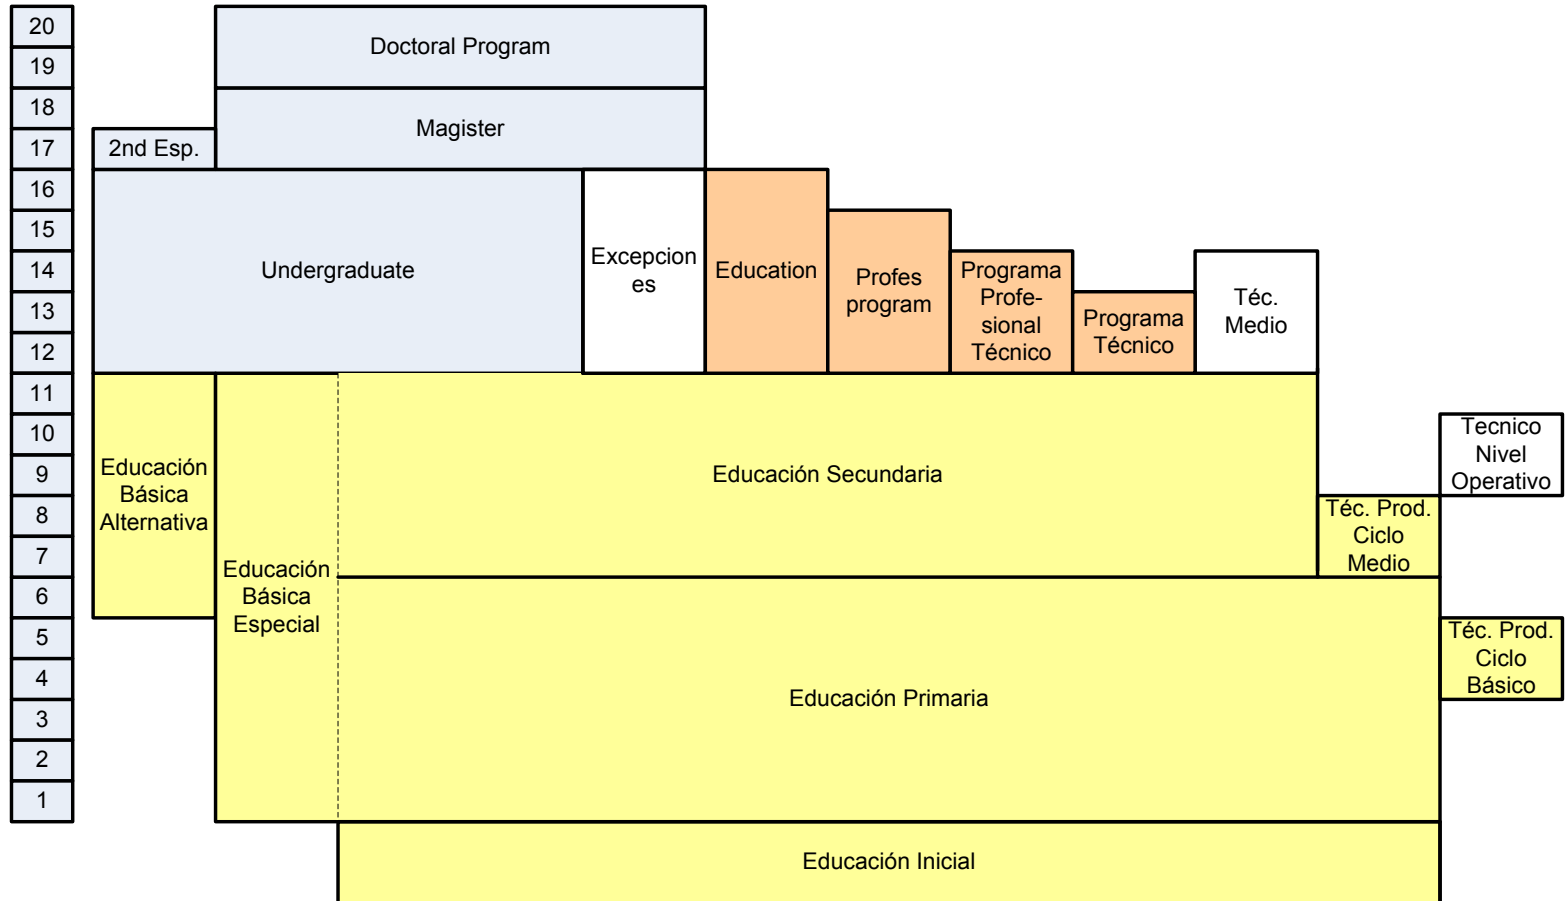 20
19
18
17
16
15
14
13
12
11
10
9
8
7
6
5
4
3
2
1
Doctoral Program
Magister
2nd Esp.
Undergraduate
Excepcion
es
Education
Profes
program
Programa
Profe-
sional
Técnico
Programa
Técnico
Téc.
Medio
Educación
Básica
Alternativa
Educación
Básica
Especial
Educación Secundaria
Téc. Prod.
Ciclo
Medio
Tecnico
Nivel
Operativo
Educación Primaria
Téc. Prod.
Ciclo
Básico
Educación Inicial